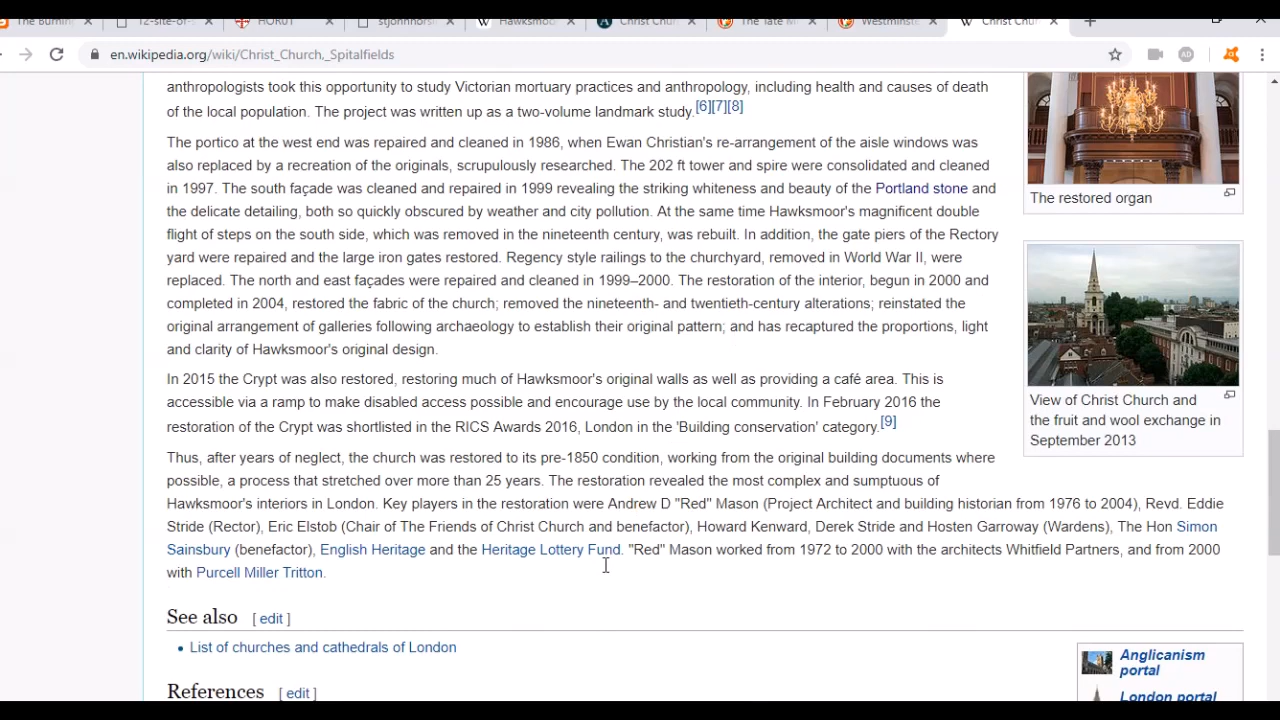 The Burnin
12-site-of-
HOR01
stjohnhorsl
Hawksmoor
Christ Chur
The Tate M
Westminst
Christ Chur
en.wikipedia.org/wiki/Christ_Church,_Spitalfields
anthropologists took this opportunity to study Victorian mortuary practices and anthropology, including health and causes of death
of the local population. The project was written up as a two-volume landmark study.[6][7][8]
The portico at the west end was repaired and cleaned in 1986, when Ewan Christian's re-arrangement of the aisle windows was
also replaced by a recreation of the originals, scrupulously researched. The 202 ft tower and spire were consolidated and cleaned
in 1997. The south façade was cleaned and repaired in 1999 revealing the striking whiteness and beauty of the Portland stone and
the delicate detailing, both so quickly obscured by weather and city pollution. At the same time Hawksmoor's magnificent double
flight of steps on the south side, which was removed in the nineteenth century, was rebuilt. In addition, the gate piers of the Rectory
yard were repaired and the large iron gates restored. Regency style railings to the churchyard, removed in World War II, were
replaced. The north and east façades were repaired and cleaned in 1999–2000. The restoration of the interior, begun in 2000 and
completed in 2004, restored the fabric of the church; removed the nineteenth- and twentieth-century alterations; reinstated the
original arrangement of galleries following archaeology to establish their original pattern; and has recaptured the proportions, light
and clarity of Hawksmoor's original design.
In 2015 the Crypt was also restored, restoring much of Hawksmoor's original walls as well as providing a café area. This is
accessible via a ramp to make disabled access possible and encourage use by the local community. In February 2016 the
restoration of the Crypt was shortlisted in the RICS Awards 2016, London in the 'Building conservation' category.[9]
Thus, after years of neglect, the church was restored to its pre-1850 condition, working from the original building documents where
possible, a process that stretched over more than 25 years. The restoration revealed the most complex and sumptuous of
Hawksmoor's interiors in London. Key players in the restoration were Andrew D "Red" Mason (Project Architect and building historian from 1976 to 2004), Revd. Eddie
Stride (Rector), Eric Elstob (Chair of The Friends of Christ Church and benefactor), Howard Kenward, Derek Stride and Hosten Garroway (Wardens), The Hon Simon
Sainsbury (benefactor), English Heritage and the Heritage Lottery Fund. "Red" Mason worked from 1972 to 2000 with the architects Whitfield Partners, and from 2000
with Purcell Miller Tritton.
The restored organ
View of Christ Church and
the fruit and wool exchange in
September 2013
See also [ edit ]
• List of churches and cathedrals of London
References [ edit ]
Anglicanism
portal
London portal